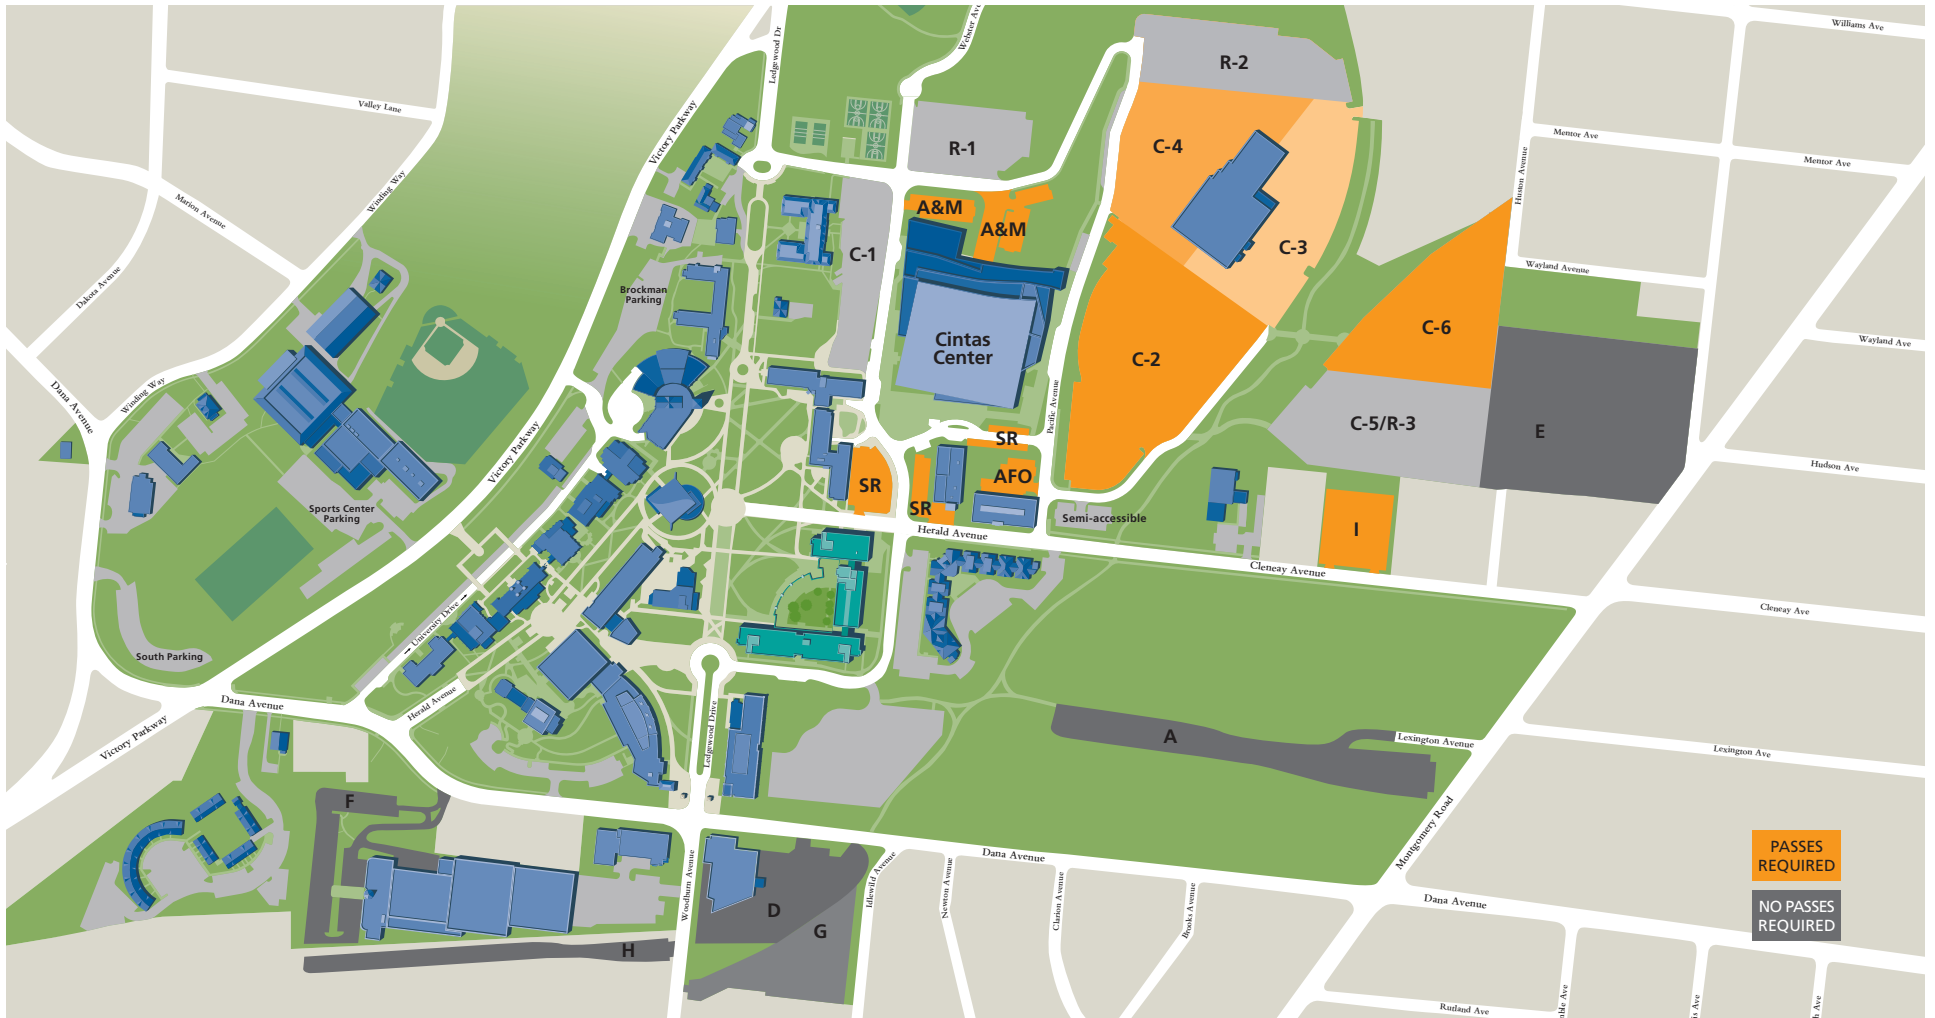 Williams Ave
Webster Ave
Ledgewood Dr
R-2
Valley Lane
Victory Parkway
Mentor Ave
Mentor Ave
R-1
C-4
Huston Avenue
Winding Way
Marion Avenue
A&M
A&M
C-3
C-1
Wayland Avenue
Dakota Avenue
Brockman
Parking
C-6
Cintas
Center
Wayland Ave
C-2
Winding Way
Dana Avenue
Pacific Avenue
C-5/R-3
E
Victory Parkway
SR
Hudson Ave
AFO
SR
SR
Sports Center
Parking
Semi-accessible
Herald Avenue
I
Cleneay Avenue
Cleneay Ave
University Drive
South Parking
Herald Avenue
Dana Avenue
Victory Parkway
Ledgewood Drive
A
Lexington Avenue
Lexington Ave
F
Montgomery Road
PASSES
REQUIRED
Dana Avenue
Woodburn Avenue
Idlewild Avenue
Newton Avenue
Clarion Avenue
Brooks Avenue
Dana Avenue
NO PASSES
REQUIRED
D
G
H
Rutland Ave